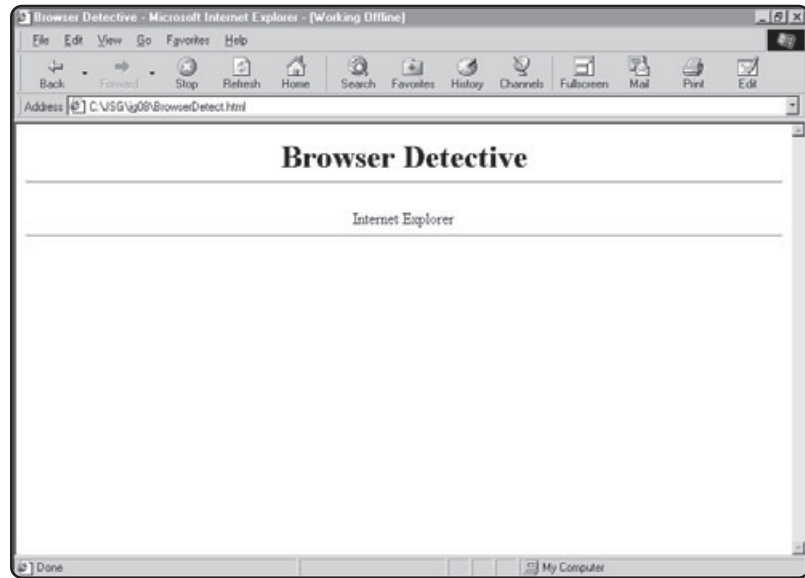 Browser Detective - Microsoft Internet Explorer - [Working Offline]
File Edit View Go Favorites Help
Back Forward Stop Refresh Home Search Favorites History Channels Fullscreen Mail Print Edit
Address C:\JSG\jg08\BrowserDetect.html
Browser Detective
Internet Explorer
Done My Computer